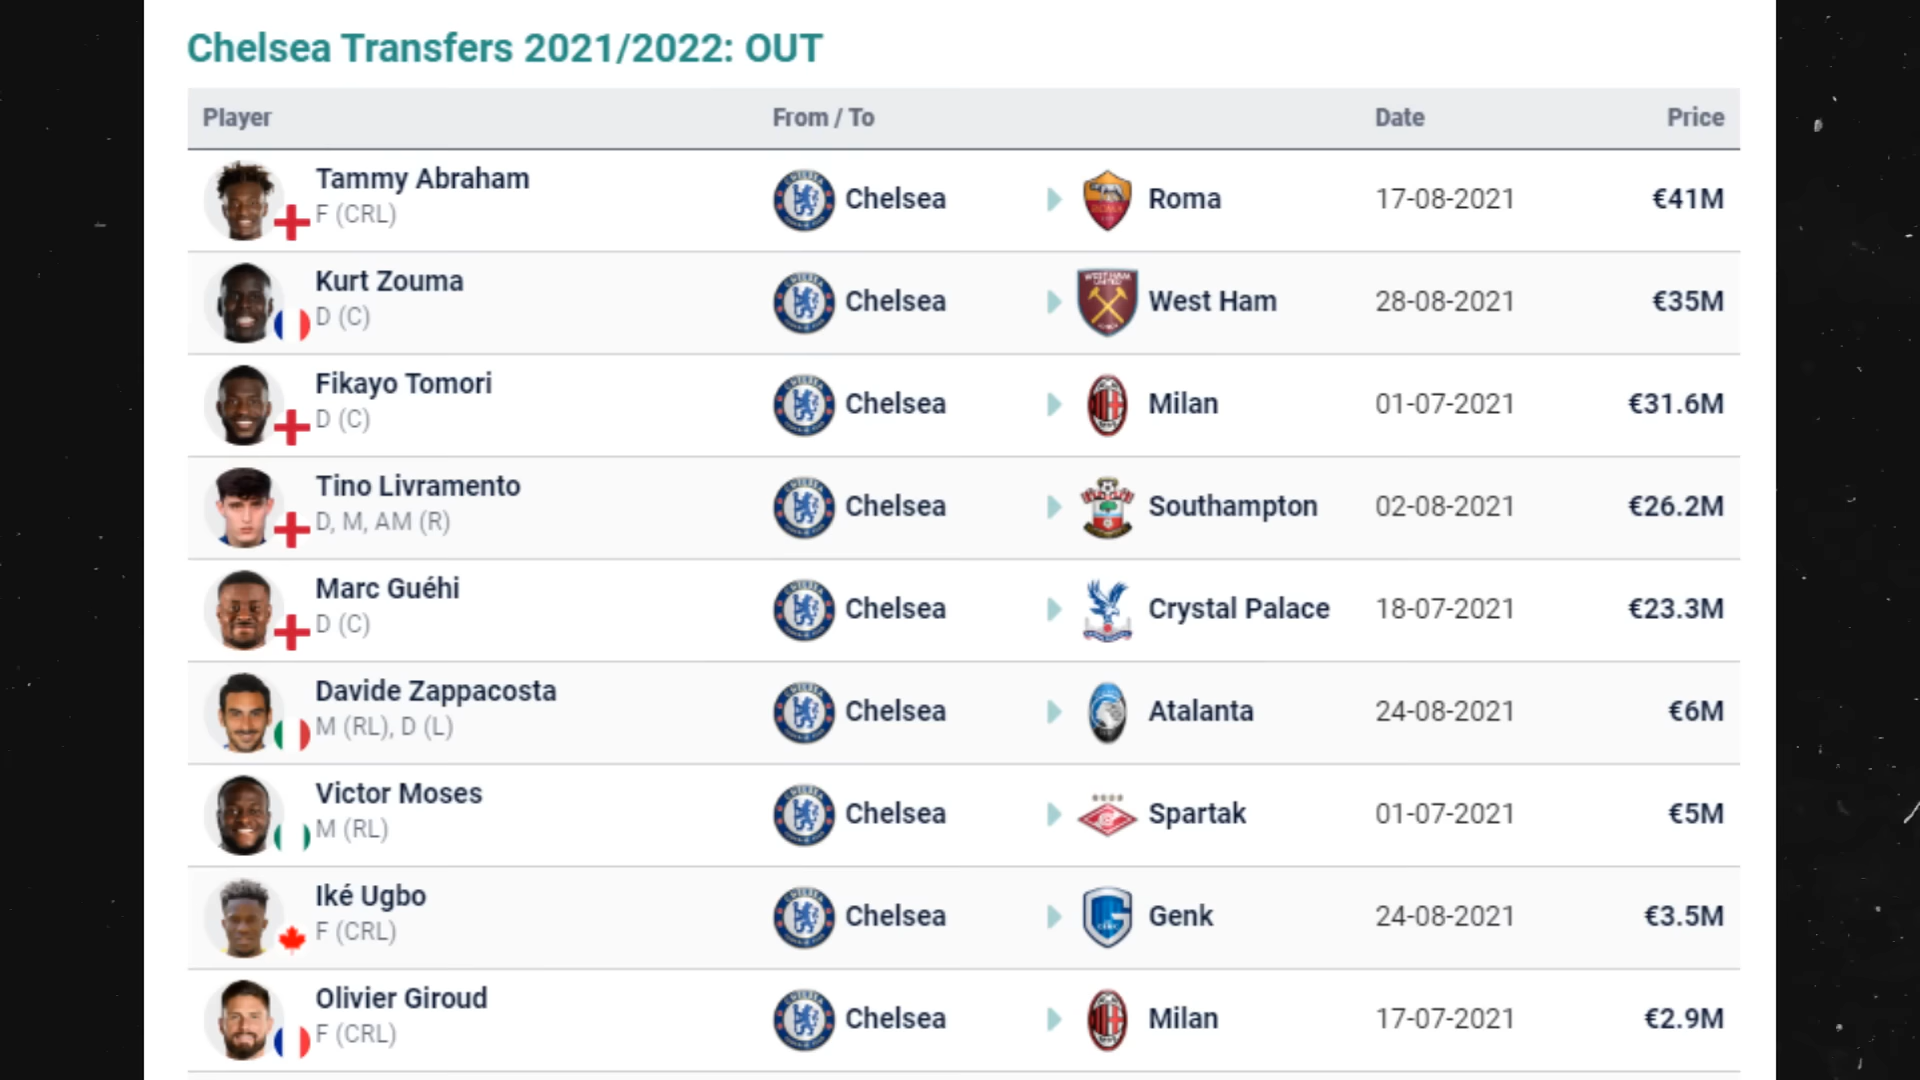 Chelsea Transfers 2021/2022: OUT
Player From / To Date Price
Tammy Abraham
F (CRL)
Chelsea Roma 17-08-2021 €41M
Kurt Zouma
D (C)
Chelsea West Ham 28-08-2021 €35M
Fikayo Tomori
D (C)
Chelsea Milan 01-07-2021 €31.6M
Tino Livramento
D, M, AM (R)
Chelsea Southampton 02-08-2021 €26.2M
Marc Guéhi
D (C)
Chelsea Crystal Palace 18-07-2021 €23.3M
Davide Zappacosta
M (RL), D (L)
Chelsea Atalanta 24-08-2021 €6M
Victor Moses
M (RL)
Chelsea Spartak 01-07-2021 €5M
Iké Ugbo
F (CRL)
Chelsea Genk 24-08-2021 €3.5M
Olivier Giroud
F (CRL)
Chelsea Milan 17-07-2021 €2.9M